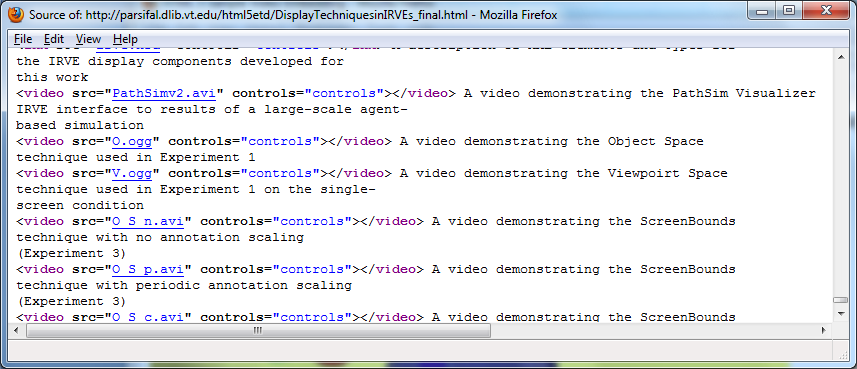 Source of: http://parsifal.dlib.vt.edu/html5etd/DisplayTechniquesinIRVEs_final.html - Mozilla Firefox
File Edit View Help
the IRVE display components developed for
this work
<video src="PathSimv2.avi" controls="controls"></video> A video demonstrating the PathSim Visualizer
IRVE interface to results of a large-scale agent-
based simulation
<video src="O.ogg" controls="controls"></video> A video demonstrating the Object Space
technique used in Experiment 1
<video src="V.ogg" controls="controls"></video> A video demonstrating the Viewpoirt Space
technique used in Experiment 1 on the single-
screen condition
<video src="O S n.avi" controls="controls"></video> A video demonstrating the ScreenBounds
technique with no annotation scaling
(Experiment 3)
<video src="O S p.avi" controls="controls"></video> A video demonstrating the ScreenBounds
technique with periodic annotation scaling
(Experiment 3)
<video src="O S c.avi" controls="controls"></video> A video demonstrating the ScreenBounds